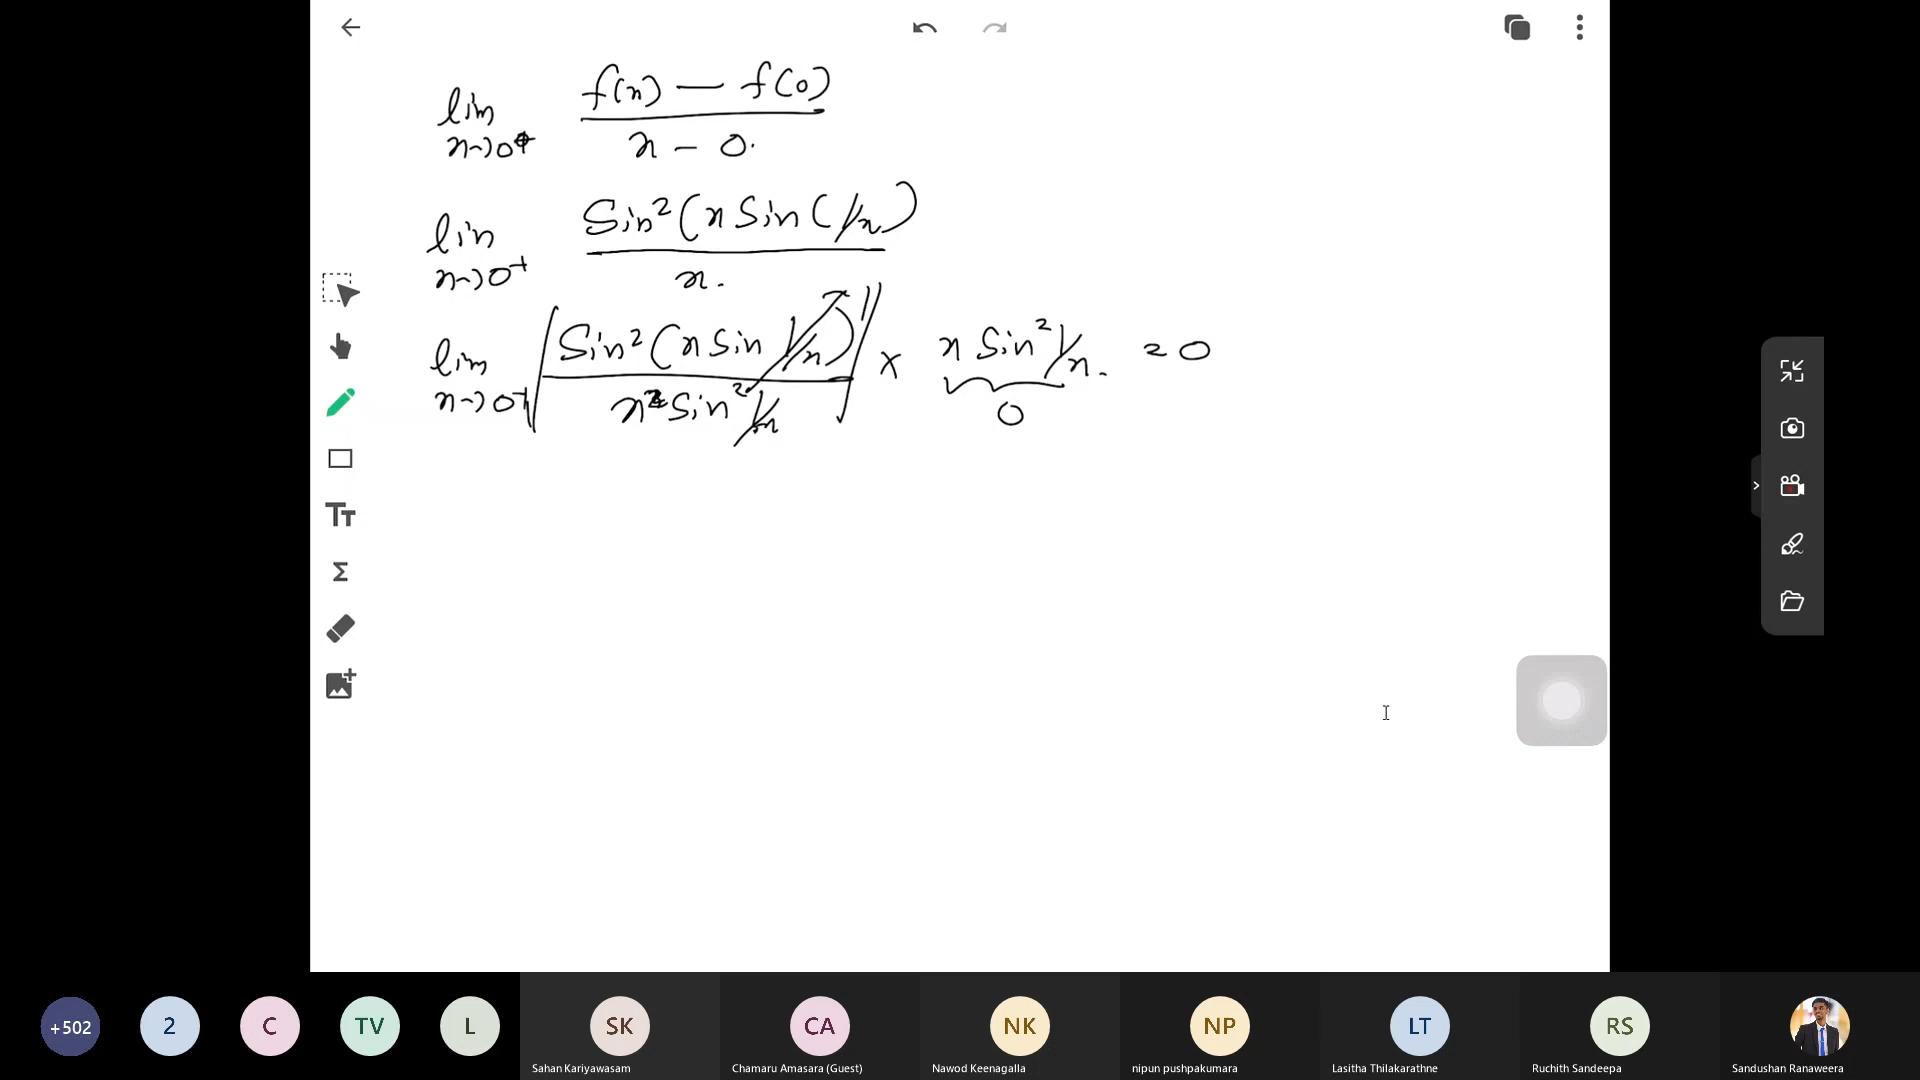 lim f(x) — f(0)
x→0+ x - 0.
lim Sin²(x Sin(1/x)
x→0+ x.
lim Sin²(x Sin 1/x) × x Sin² 1/x. = 0
x→0+ x² Sin² 1/x 0
TT
Σ
+502
2
C
TV
L
SK
CA
NK
NP
LT
RS
Sahan Kariyawasam
Chamaru Amasara (Guest)
Nawod Keenagalla
nipun pushpakumara
Lasitha Thilakarathne
Ruchith Sandeepa
Sandushan Ranaweera